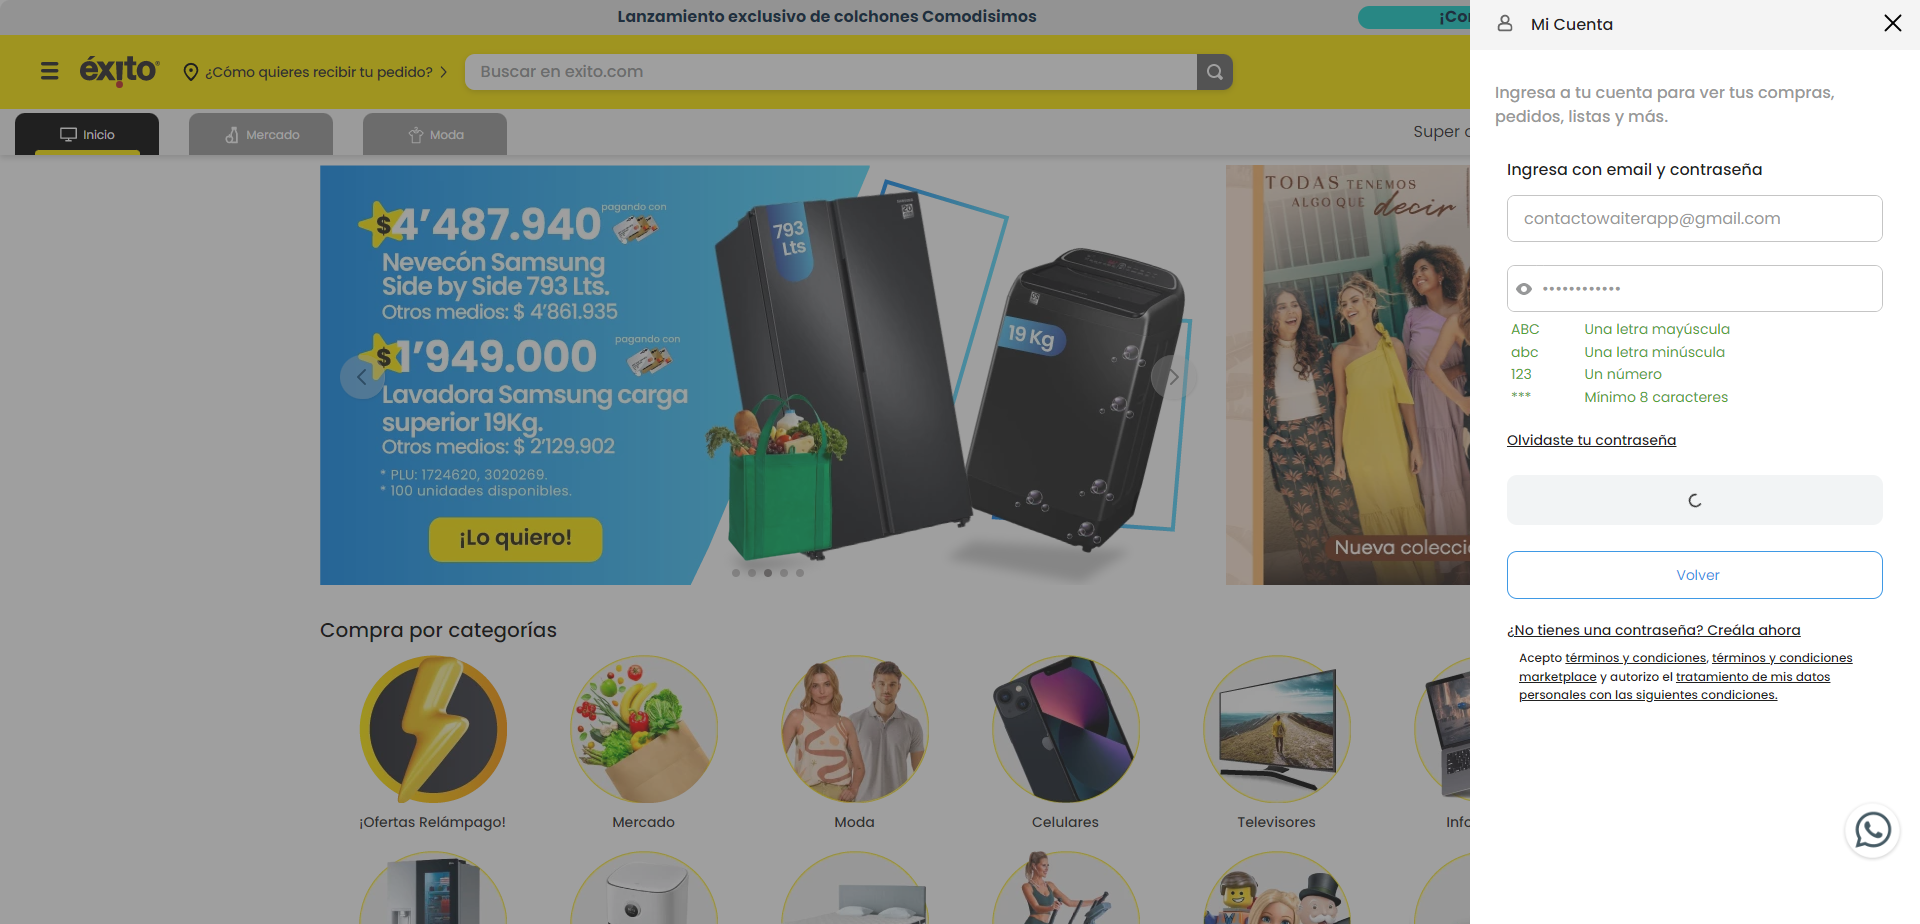 Lanzamiento exclusivo de colchones Comodisimos
éxito
¿Cómo quieres recibir tu pedido?
Buscar en exito.com
Inicio
Mercado
Moda
$4'487.940
pagando con
Nevecón Samsung
Side by Side 793 Lts.
Otros medios: $ 4'861.935
$1'949.000
pagando con
Lavadora Samsung carga
superior 19Kg.
Otros medios: $ 2'129.902
* PLU: 1724620, 3020269.
* 100 unidades disponibles.
¡Lo quiero!
793
Lts
SAMSUNG
19 Kg
TODAS TENEMOS
ALGO QUE decir
Compra por categorías
¡Ofertas Relámpago!
Mercado
Moda
Celulares
Televisores
Mi Cuenta
Ingresa a tu cuenta para ver tus compras,
pedidos, listas y más.
Ingresa con email y contraseña
contactowaiterapp@gmail.com
••••••••••••
ABC Una letra mayúscula
abc Una letra minúscula
123 Un número
*** Mínimo 8 caracteres
Olvidaste tu contraseña
Volver
¿No tienes una contraseña? Creála ahora
Acepto términos y condiciones, términos y condiciones
marketplace y autorizo el tratamiento de mis datos
personales con las siguientes condiciones.
Super
Nueva